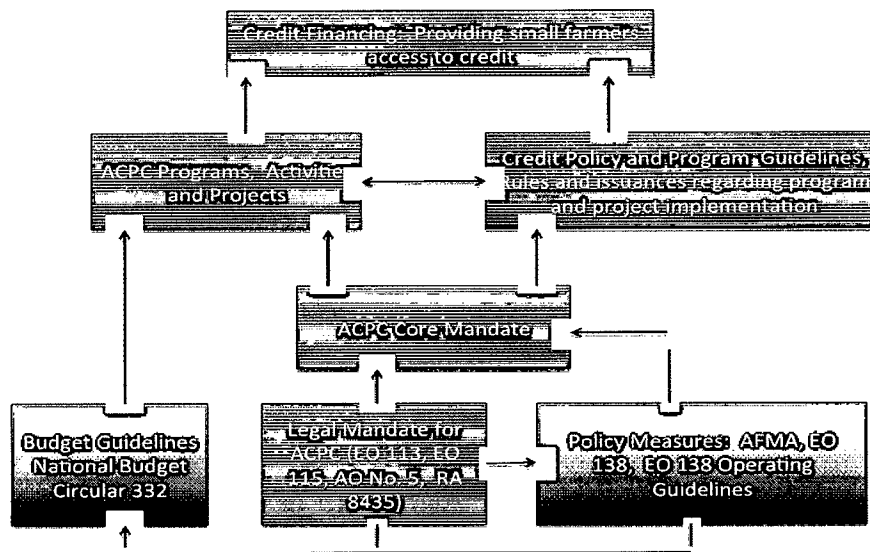 Credit Financing: Providing small farmers
access to credit
ACPC Programs, Activitie
and Projects
Credit Policy and Program Guidelines,
Rules and issuances regarding program
and project implementation
ACPC Core Mandate
Budget Guidelines
National Budget
Circular 332
Legal Mandate for
ACPC (EO 113, EO
115, AO No. 5, RA
8435)
Policy Measures: AFMA, EO
138, EO 138 Operating
Guidelines